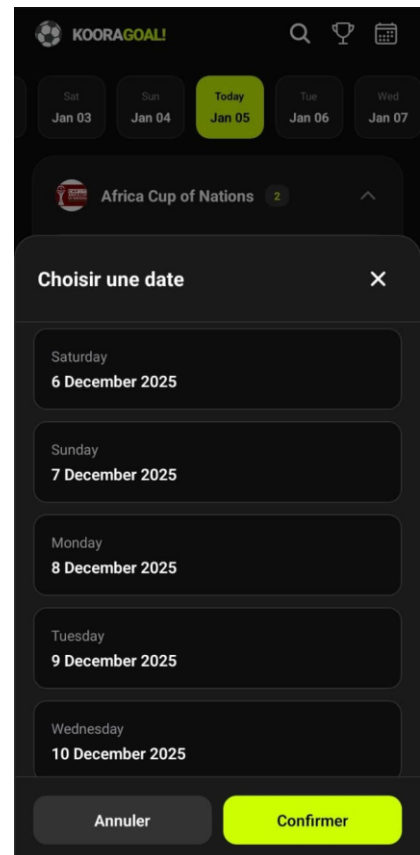 KOORAGOAL!
Sat Sun Today Tue Wed
Jan 03 Jan 04 Jan 05 Jan 06 Jan 07
Africa Cup of Nations 2
Choisir une date
Saturday
6 December 2025
Sunday
7 December 2025
Monday
8 December 2025
Tuesday
9 December 2025
Wednesday
10 December 2025
Annuler Confirmer